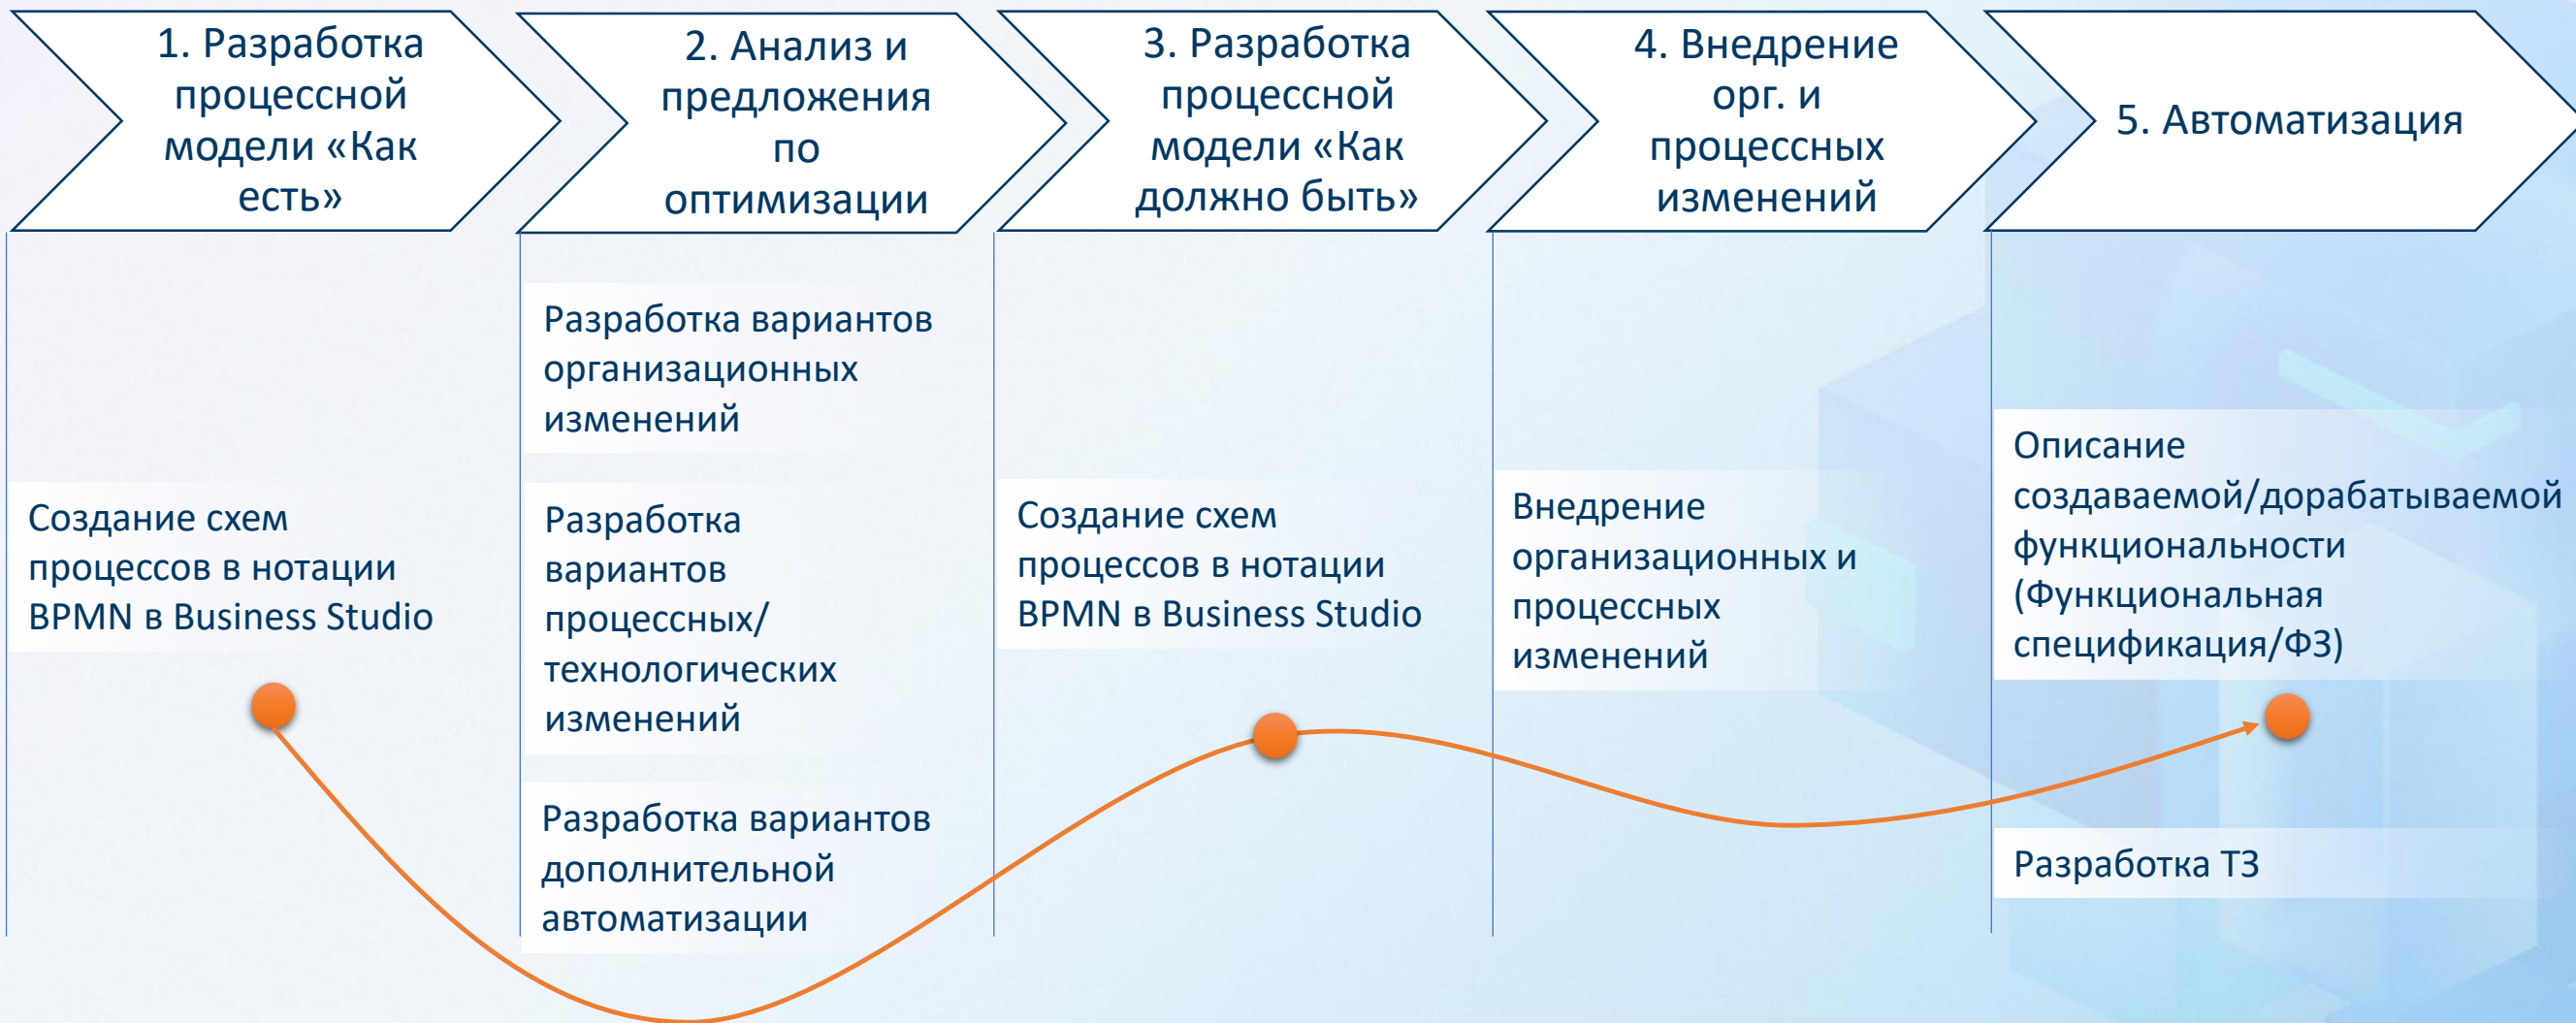 1. Разработка
процессной
модели «Как
есть»
2. Анализ и
предложения
по
оптимизации
3. Разработка
процессной
модели «Как
должно быть»
4. Внедрение
орг. и
процессных
изменений
5. Автоматизация
Создание схем
процессов в нотации
BPMN в Business Studio
Разработка вариантов
организационных
изменений
Разработка
вариантов
процессных/
технологических
изменений
Разработка вариантов
дополнительной
автоматизации
Создание схем
процессов в нотации
BPMN в Business Studio
Внедрение
организационных и
процессных
изменений
Описание
создаваемой/дорабатываемой
функциональности
(Функциональная
спецификация/ФЗ)
Разработка ТЗ